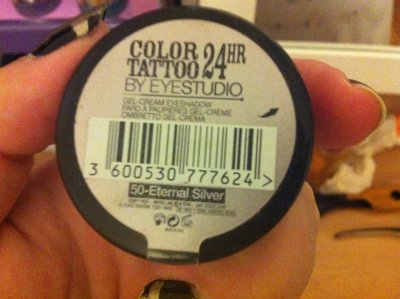 COLOR 24HR
TATTOO
BY EYESTUDIO
GEL-CREAM EYESHADOW
FARD À PAUPIÈRES GEL-CRÈME
OMBRETTO GEL-CREMA
3 600530 777624 >
50-Eternal Silver